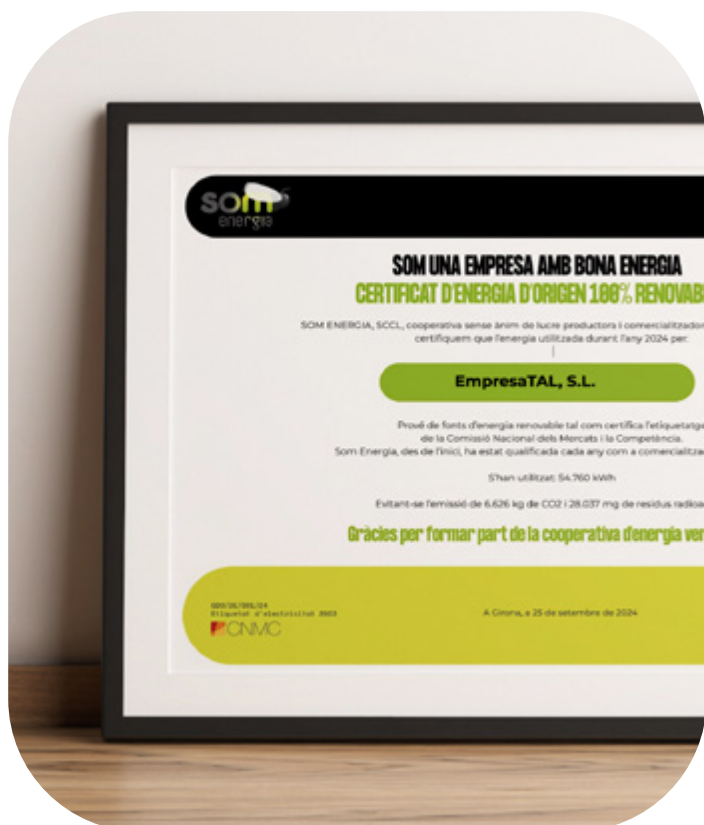 som
energia
SOM UNA EMPRESA AMB BONA ENERGIA
CERTIFICAT D'ENERGIA D'ORIGEN 100% RENOVAB
SOM ENERGIA, SCCL, cooperativa sense ànim de lucre productora i comercialitzador
certifiquem que l'energia utilitzada durant l'any 2024 per:
EmpresaTAL, S.L.
Prové de fonts d'energia renovable tal com certifica l'etiquetatge
de la Comissió Nacional dels Mercats i la Competència.
Som Energia, des de l'inici, ha estat qualificada cada any com a comercialitza
S'han utilitzat: 54.760 kWh
Evitant-se l'emissió de 6.626 kg de CO2 i 28.037 mg de residus radioa
Gràcies per formar part de la cooperativa d'energia ver
Etiquetat d'electricitat 2023
CNMC
A Girona, a 25 de setembre de 2024